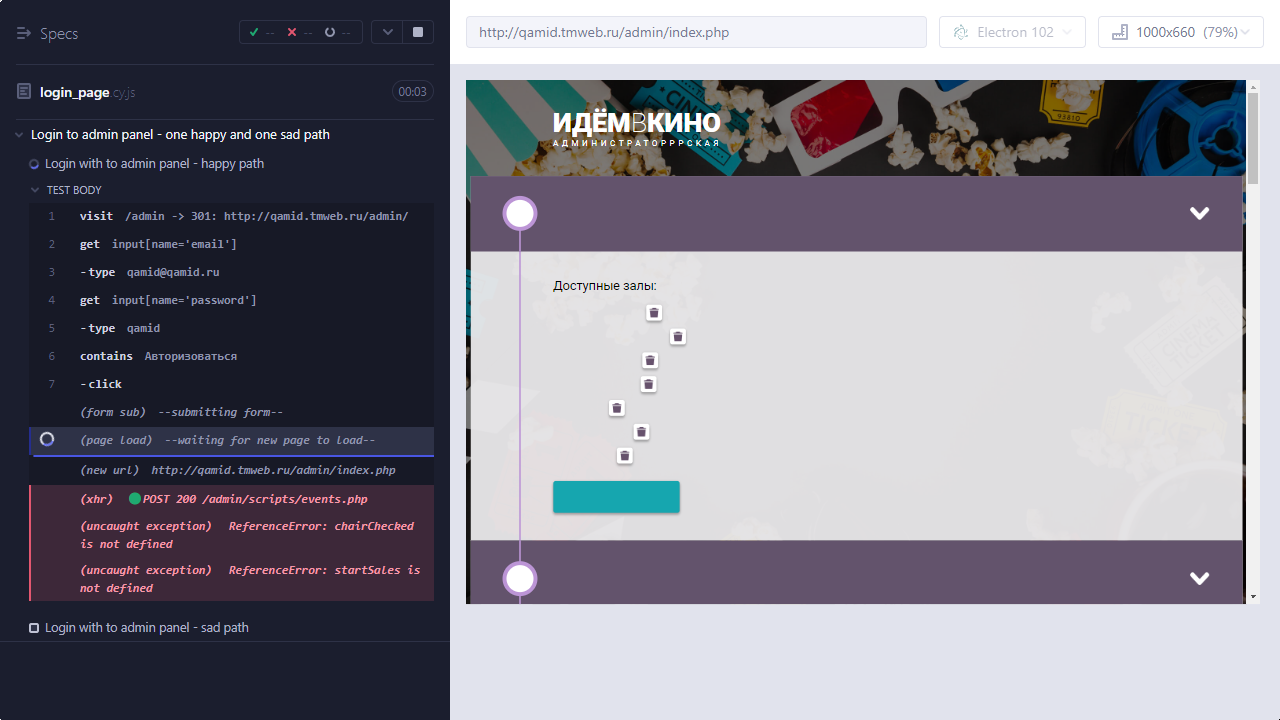 Specs
--
--
--
login_page.cy.js
00:03
Login to admin panel - one happy and one sad path
Login with to admin panel - happy path
TEST BODY
1 visit /admin -> 301: http://qamid.tmweb.ru/admin/
2 get input[name='email']
3 -type qamid@qamid.ru
4 get input[name='password']
5 -type qamid
6 contains Авторизоваться
7 -click
(form sub) --submitting form--
(page load) --waiting for new page to load--
(new url) http://qamid.tmweb.ru/admin/index.php
(xhr) POST 200 /admin/scripts/events.php
(uncaught exception) ReferenceError: chairChecked
is not defined
(uncaught exception) ReferenceError: startSales is
not defined
Login with to admin panel - sad path
http://qamid.tmweb.ru/admin/index.php
Electron 102
1000x660 (79%)
ИДЁМВКИНО
АДМИНИСТРАТОРРРСКАЯ
Доступные залы:
93810